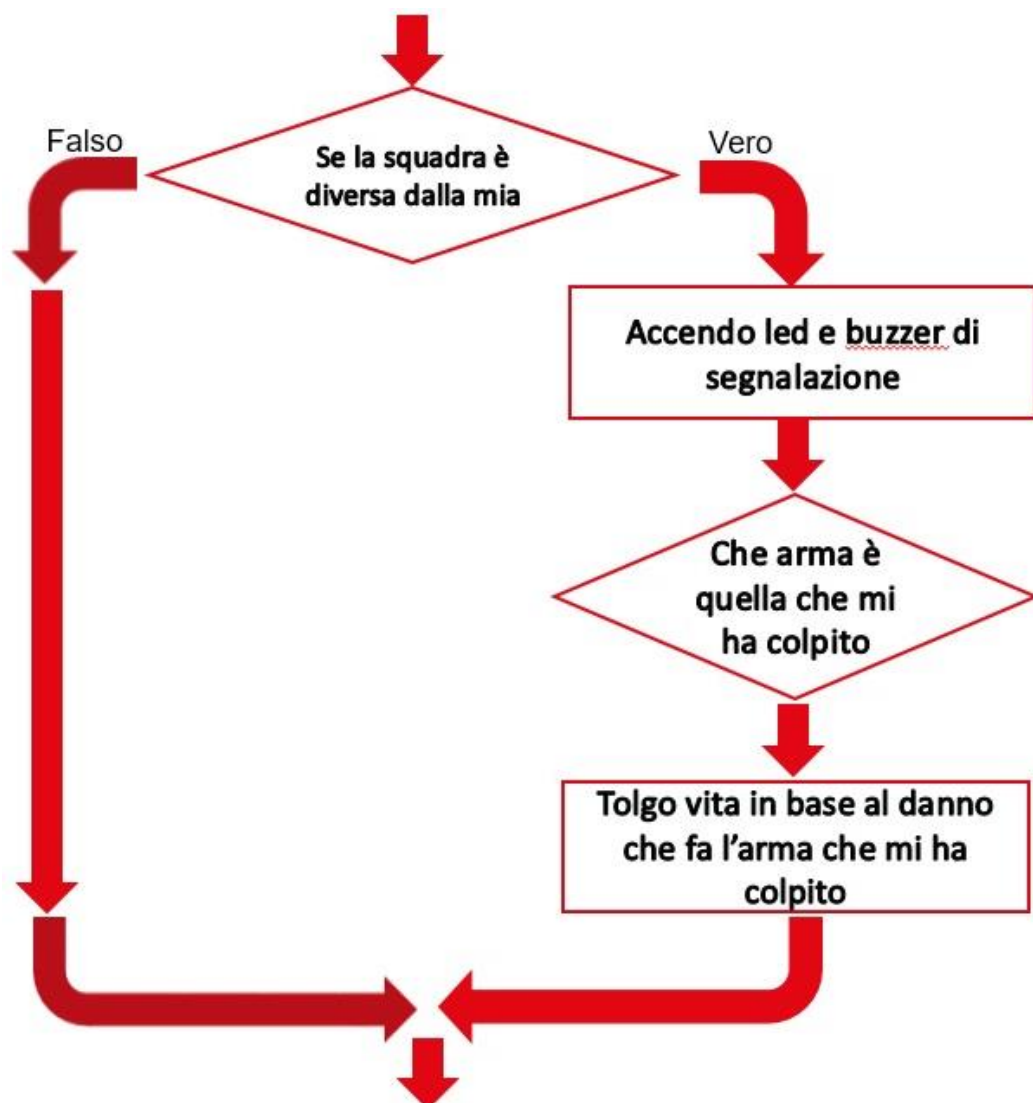 Falso
Vero
Se la squadra è
diversa dalla mia
Accendo led e buzzer di
segnalazione
Che arma è
quella che mi
ha colpito
Tolgo vita in base al danno
che fa l’arma che mi ha
colpito